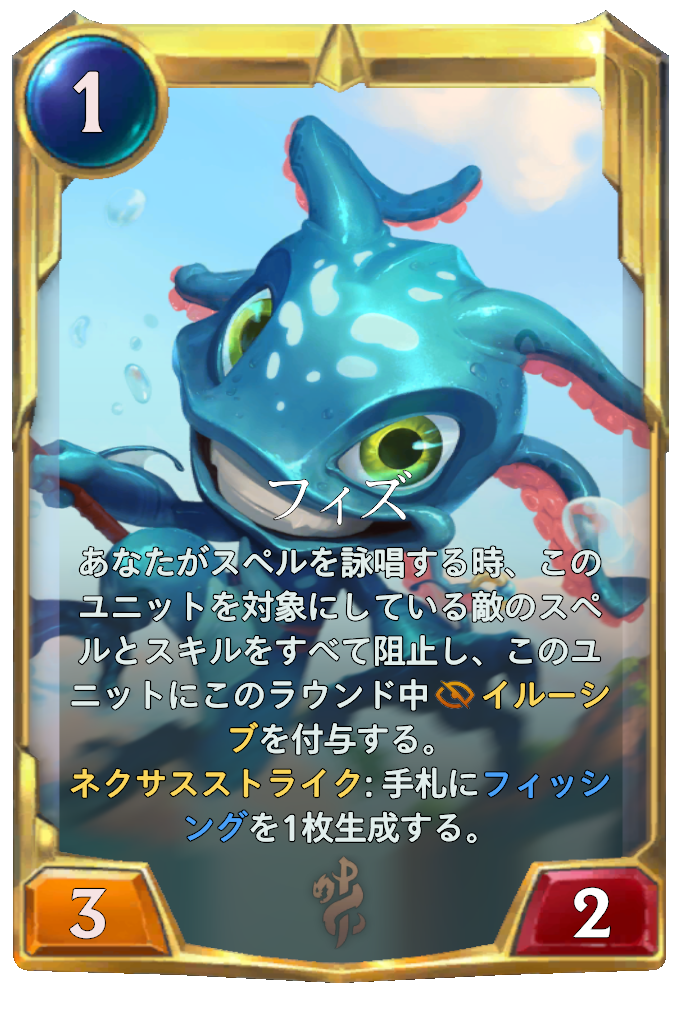 1
フィズ
あなたがスペルを詠唱する時、この
ユニットを対象にしている敵のスペ
ルとスキルをすべて阻止し、このユ
ニットにこのラウンド中イルーシ
ブを付与する。
ネクサスストライク: 手札にフィッシ
ングを1枚生成する。
3
2